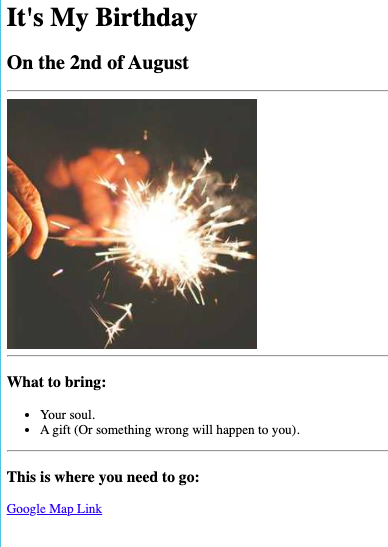 It's My Birthday
On the 2nd of August
What to bring:
Your soul.
A gift (Or something wrong will happen to you).
This is where you need to go:
Google Map Link